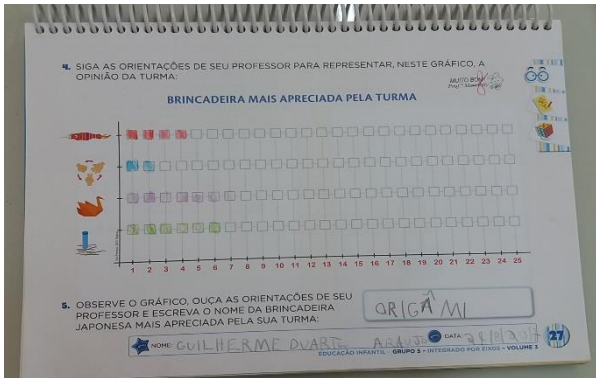 4. SIGA AS ORIENTAÇÕES DE SEU PROFESSOR PARA REPRESENTAR, NESTE GRÁFICO, A
OPINIÃO DA TURMA:
MUITO BOM
BRINCADEIRA MAIS APRECIADA PELA TURMA
1 2 3 4 5 6 7 8 9 10 11 12 13 14 15 16 17 18 19 20 21 22 23 24 25
5. OBSERVE O GRÁFICO, OUÇA AS ORIENTAÇÕES DE SEU
PROFESSOR E ESCREVA O NOME DA BRINCADEIRA
JAPONESA MAIS APRECIADA PELA SUA TURMA:
ORIGÂMI
NOME: GUILHERME DUARTE ARAUJO DATA:
EDUCAÇÃO INFANTIL - GRUPO 5 - INTEGRADO POR EIXOS - VOLUME 3
27